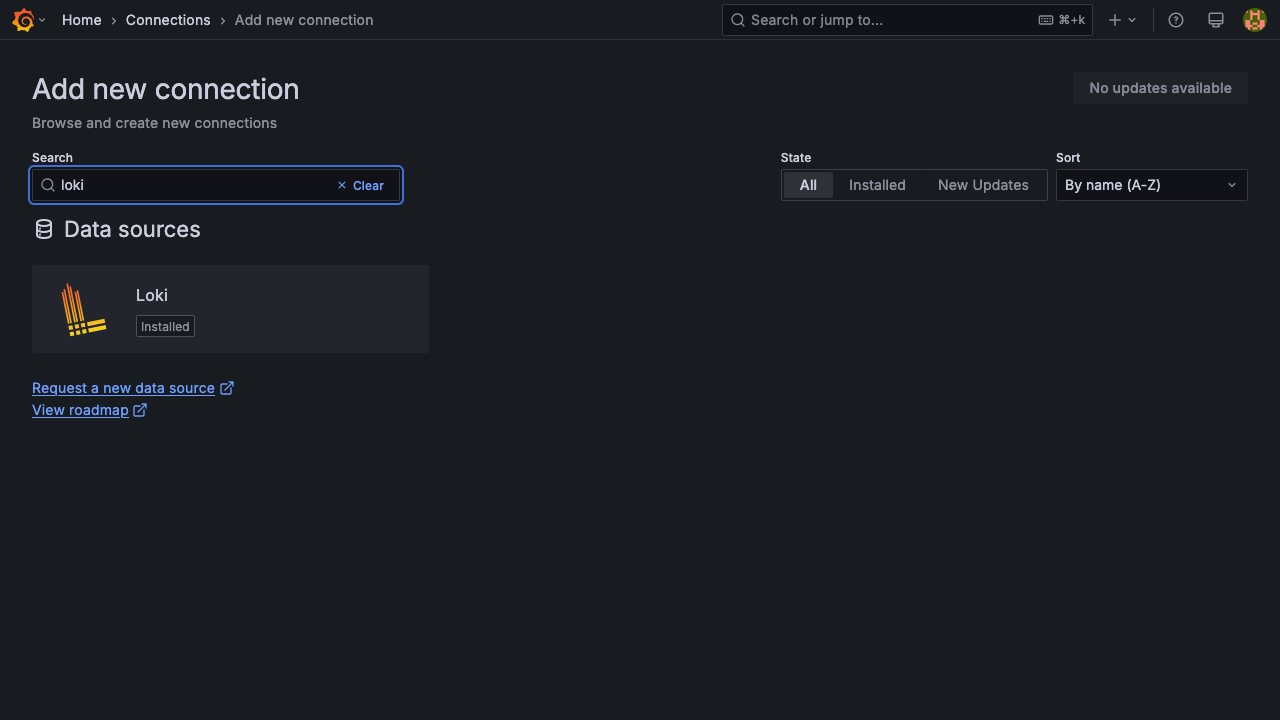 Home › Connections › Add new connection
Search or jump to... ⌘+k
Add new connection
No updates available
Browse and create new connections
Search
State
Sort
loki
Clear
All Installed New Updates
By name (A-Z)
Data sources
Loki
Installed
Request a new data source
View roadmap